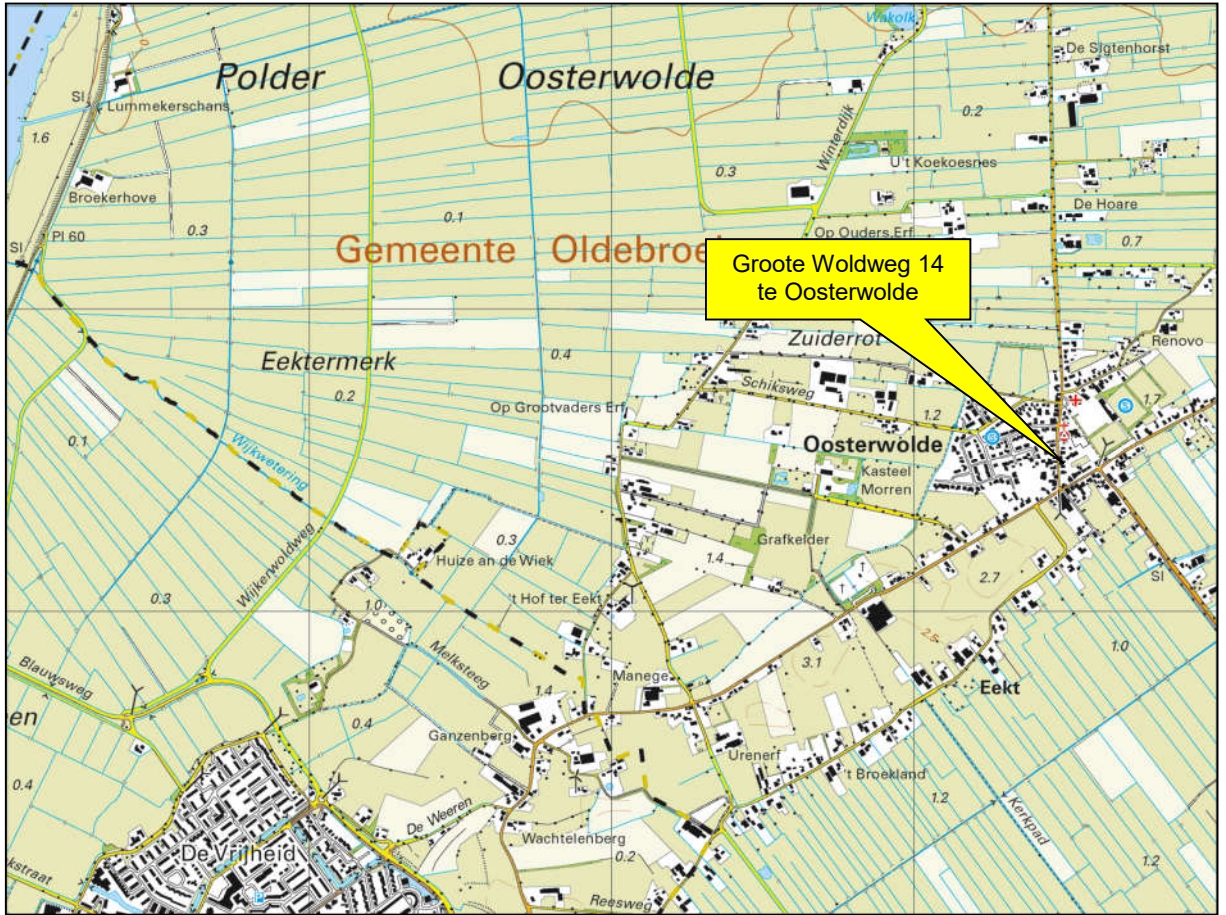 Wakolk
De Sigtenhorst
Polder Oosterwolde
Sl
Lummekerschans
0.2
1.6
Winterdijk
U't Koekoesnes
0.3
Broekerhove
De Hoare
0.1
0.3
Op Ouders Erf
Pl 60
0.7
Sl
Gemeente Oldebroe
Groote Woldweg 14
te Oosterwolde
Zuiderrot
Renovo
0.4
Eektermerk
Schiksweg
0.2
Op Grootvaders Erf
1.2
1.7
S
0.1
Oosterwolde
Wijkwetering
Kasteel
Morren
0.3
Grafkelder
Huize an de Wiek
1.4
2.7
Sl
Wijkerwoldweg
0.3
1.0
't Hof ter Eekt
2.5
1.0
Melksteeg
3.1
Blauwsweg
Manege
Eekt
1.4
en
0.4
Ganzenberg
Urenerf
't Broekland
0.4
1.2
De Weeren
Kerkpad
Wachtelenberg
0.2
1.2
De Vrijheid
kstraat
P
Reesweg